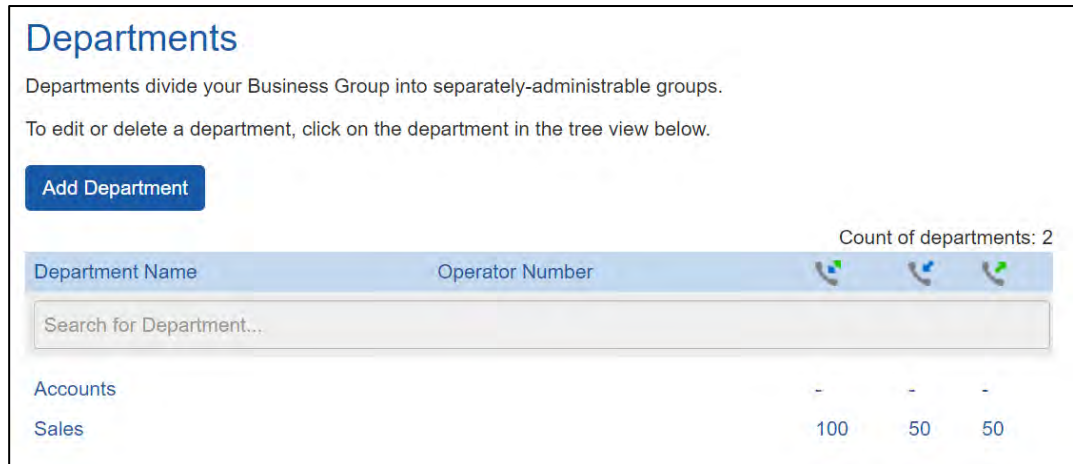 Departments
Departments divide your Business Group into separately-administrable groups.
To edit or delete a department, click on the department in the tree view below.
Add Department
Count of departments: 2
Department Name Operator Number
Search for Department...
Accounts - - -
Sales 100 50 50